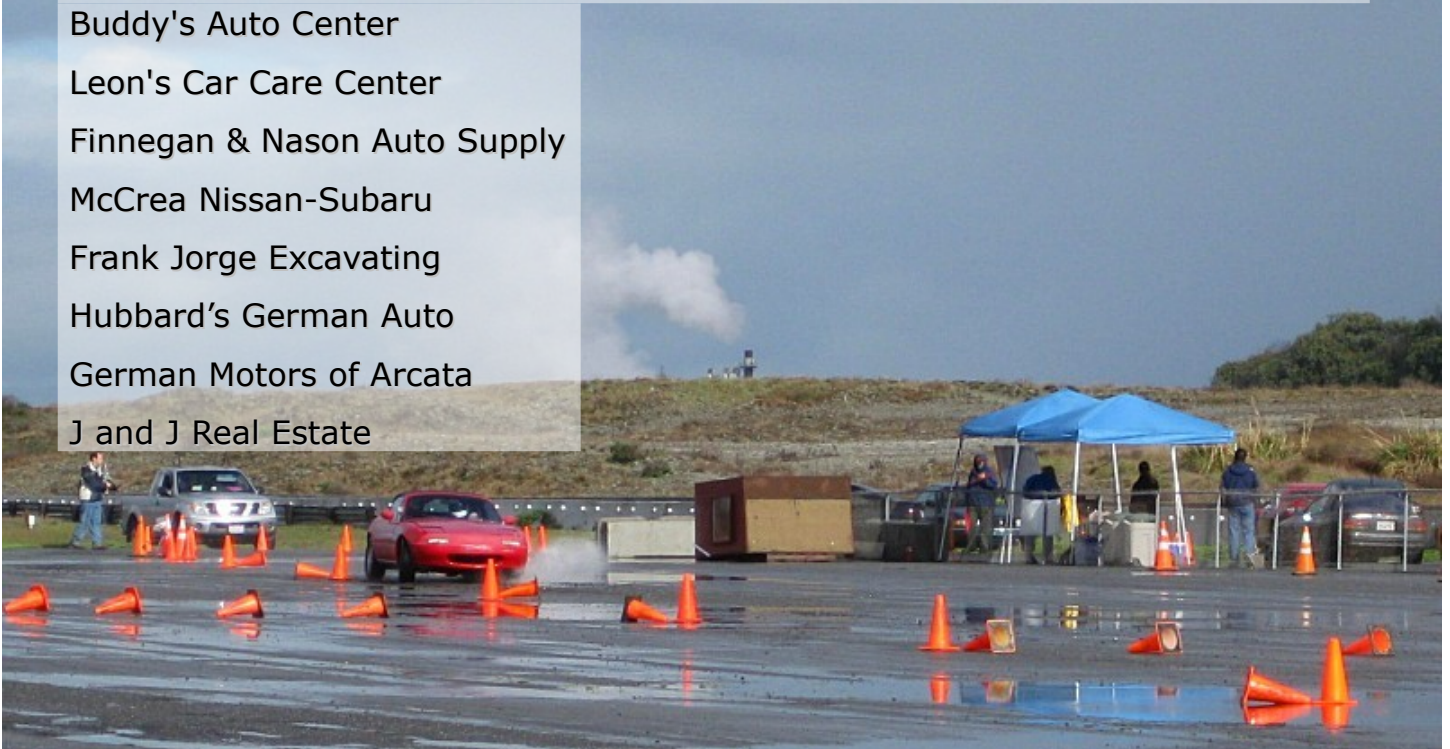 Buddy's Auto Center
Leon's Car Care Center
Finnegan & Nason Auto Supply
McCrea Nissan-Subaru
Frank Jorge Excavating
Hubbard’s German Auto
German Motors of Arcata
J and J Real Estate